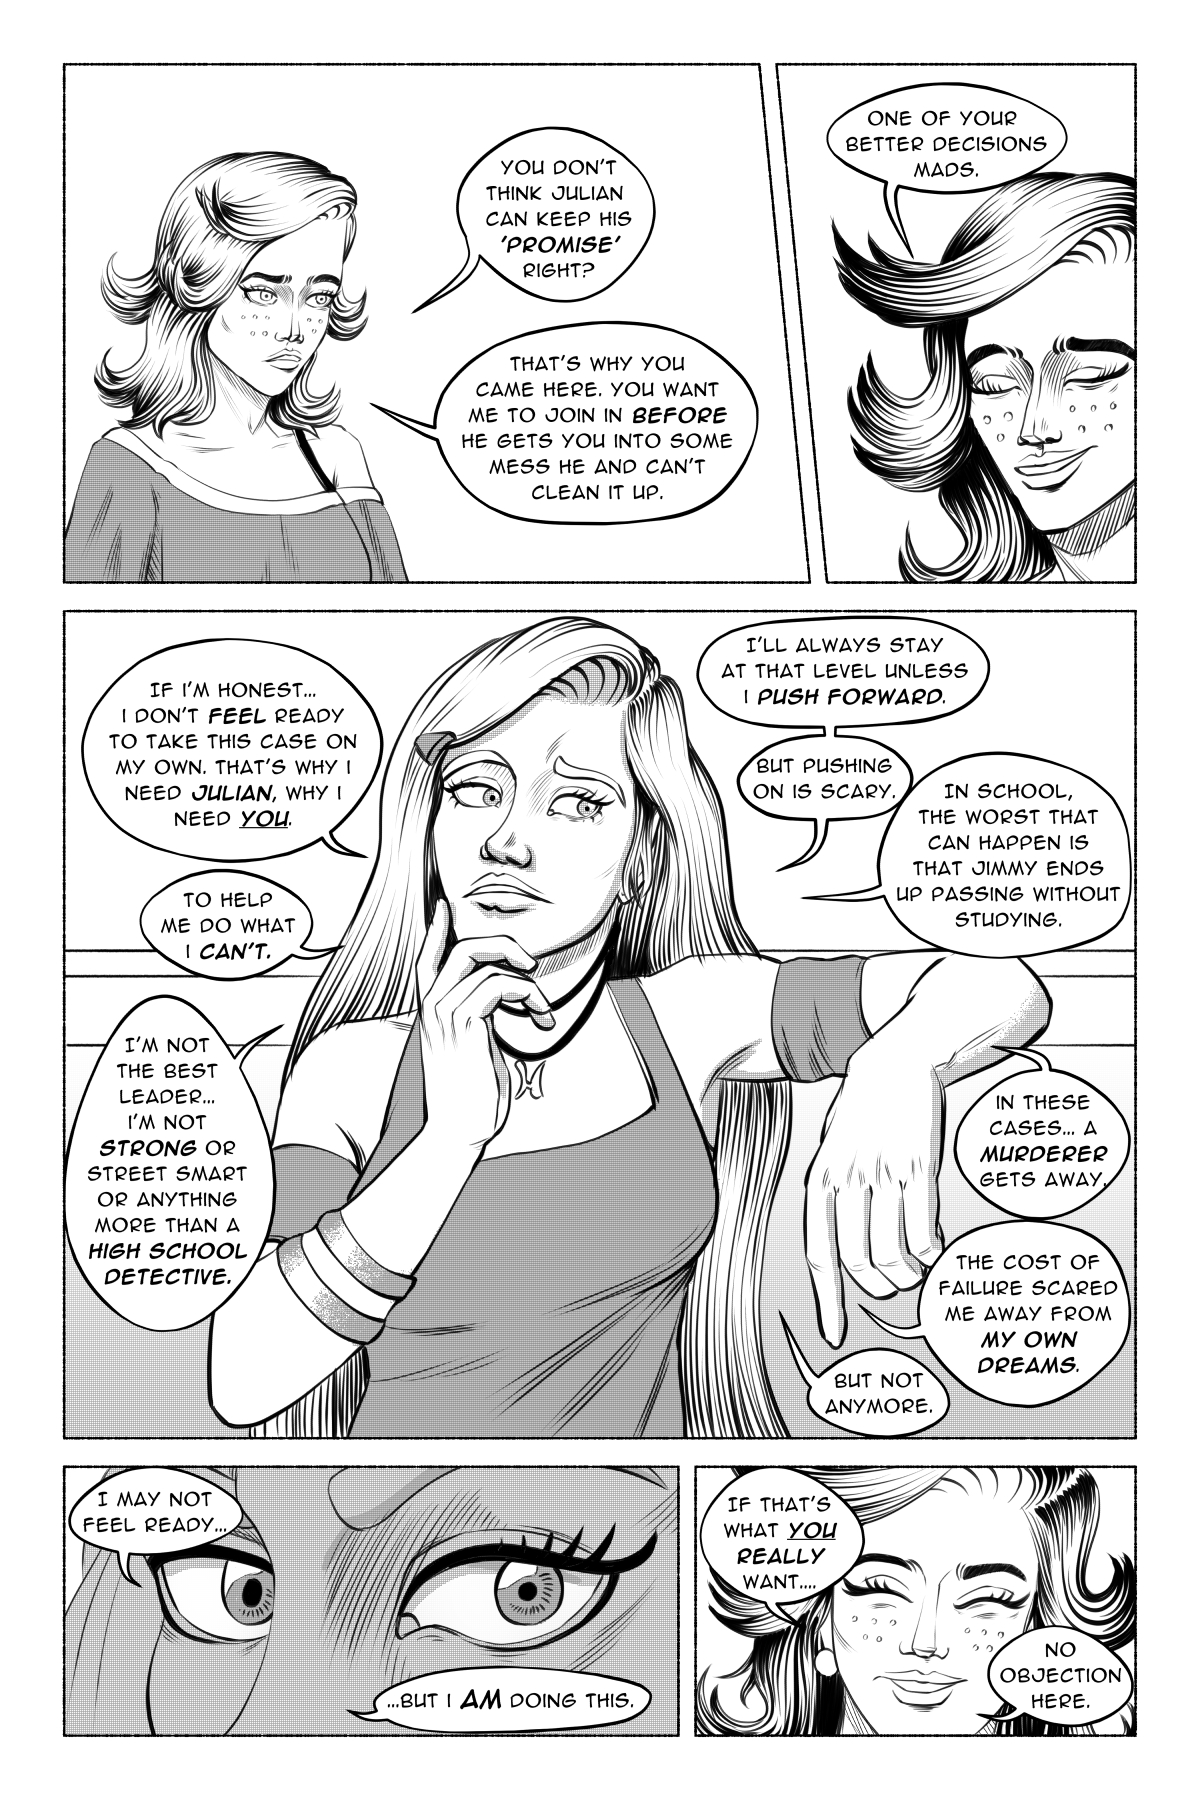 YOU DON'T
THINK JULIAN
CAN KEEP HIS
'PROMISE'
RIGHT?
THAT'S WHY YOU
CAME HERE. YOU WANT
ME TO JOIN IN BEFORE
HE GETS YOU INTO SOME
MESS HE AND CAN'T
CLEAN IT UP.
ONE OF YOUR
BETTER DECISIONS
MADS.
IF I'M HONEST...
I DON'T FEEL READY
TO TAKE THIS CASE ON
MY OWN. THAT'S WHY I
NEED JULIAN, WHY I
NEED YOU.
TO HELP
ME DO WHAT
I CAN'T.
I'M NOT
THE BEST
LEADER...
I'M NOT
STRONG OR
STREET SMART
OR ANYTHING
MORE THAN A
HIGH SCHOOL
DETECTIVE.
I'LL ALWAYS STAY
AT THAT LEVEL UNLESS
I PUSH FORWARD.
BUT PUSHING
ON IS SCARY.
IN SCHOOL,
THE WORST THAT
CAN HAPPEN IS
THAT JIMMY ENDS
UP PASSING WITHOUT
STUDYING.
IN THESE
CASES... A
MURDERER
GETS AWAY.
THE COST OF
FAILURE SCARED
ME AWAY FROM
MY OWN
DREAMS.
BUT NOT
ANYMORE.
I MAY NOT
FEEL READY...
...BUT I AM DOING THIS.
IF THAT'S
WHAT YOU
REALLY
WANT....
NO
OBJECTION
HERE.